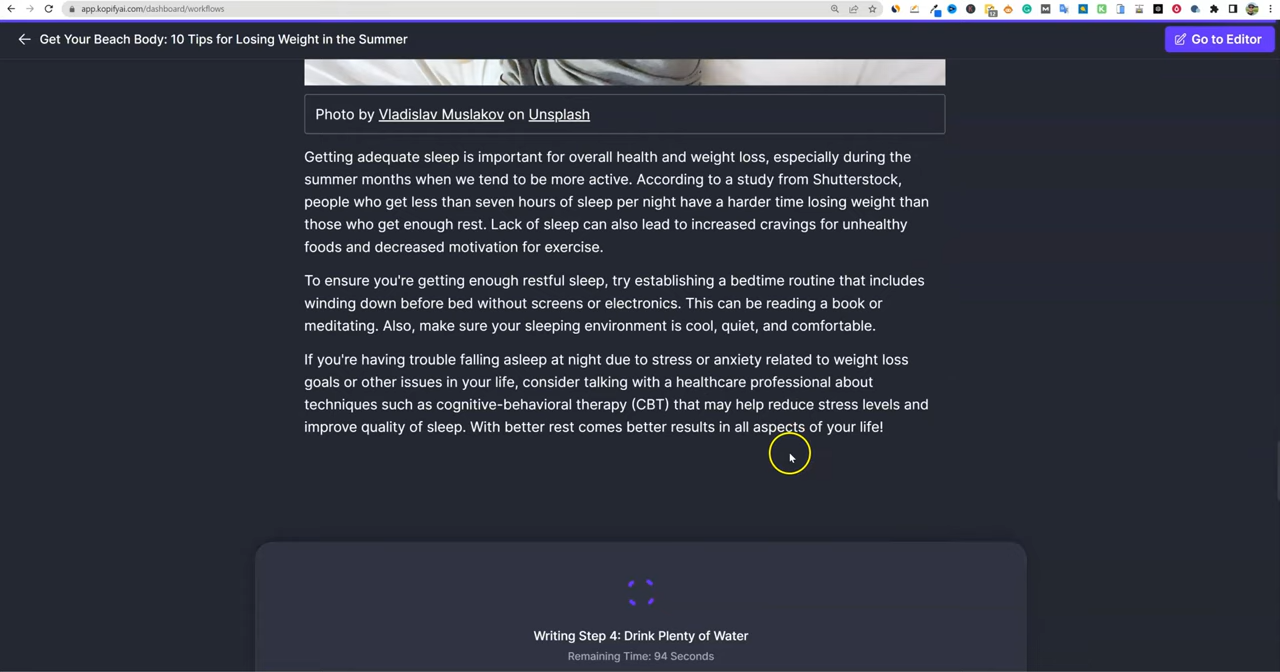 app.kopifyai.com/dashboard/workflows
Get Your Beach Body: 10 Tips for Losing Weight in the Summer
Go to Editor
Photo by Vladislav Muslakov on Unsplash
Getting adequate sleep is important for overall health and weight loss, especially during the
summer months when we tend to be more active. According to a study from Shutterstock,
people who get less than seven hours of sleep per night have a harder time losing weight than
those who get enough rest. Lack of sleep can also lead to increased cravings for unhealthy
foods and decreased motivation for exercise.
To ensure you're getting enough restful sleep, try establishing a bedtime routine that includes
winding down before bed without screens or electronics. This can be reading a book or
meditating. Also, make sure your sleeping environment is cool, quiet, and comfortable.
If you're having trouble falling asleep at night due to stress or anxiety related to weight loss
goals or other issues in your life, consider talking with a healthcare professional about
techniques such as cognitive-behavioral therapy (CBT) that may help reduce stress levels and
improve quality of sleep. With better rest comes better results in all aspects of your life!
Writing Step 4: Drink Plenty of Water
Remaining Time: 94 Seconds